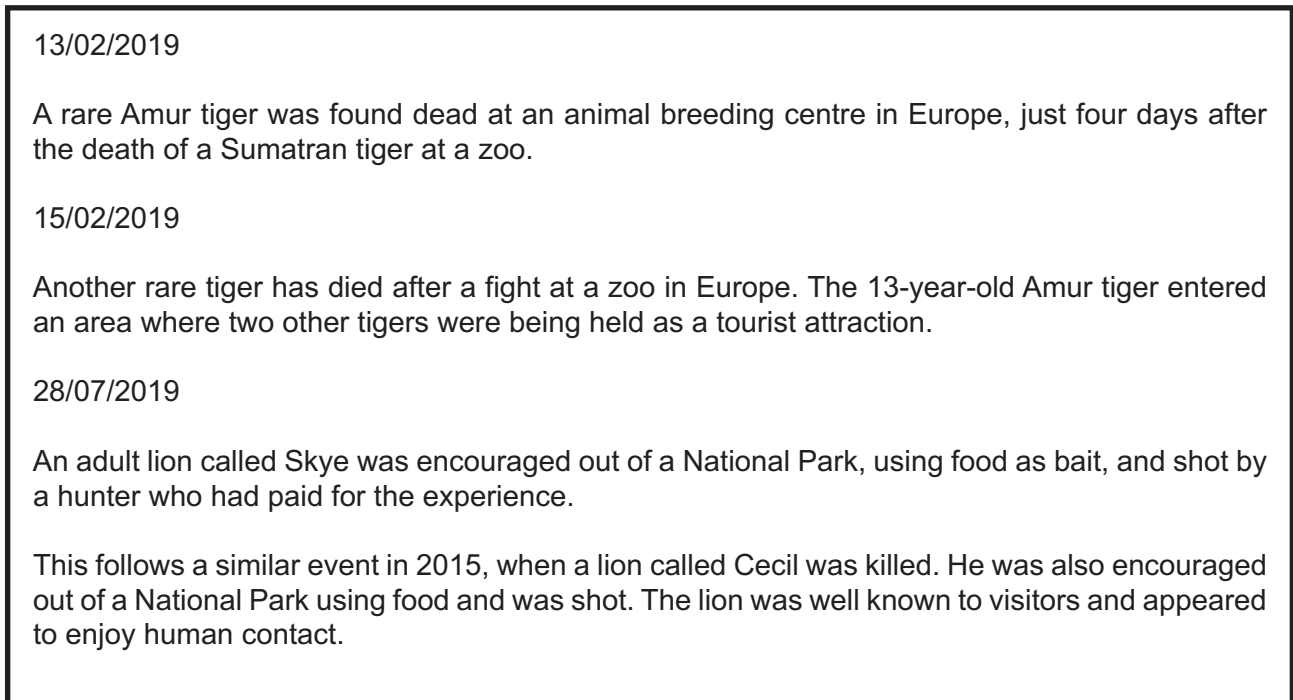 13/02/2019
A rare Amur tiger was found dead at an animal breeding centre in Europe, just four days after
the death of a Sumatran tiger at a zoo.
15/02/2019
Another rare tiger has died after a fight at a zoo in Europe. The 13-year-old Amur tiger entered
an area where two other tigers were being held as a tourist attraction.
28/07/2019
An adult lion called Skye was encouraged out of a National Park, using food as bait, and shot by
a hunter who had paid for the experience.
This follows a similar event in 2015, when a lion called Cecil was killed. He was also encouraged
out of a National Park using food and was shot. The lion was well known to visitors and appeared
to enjoy human contact.